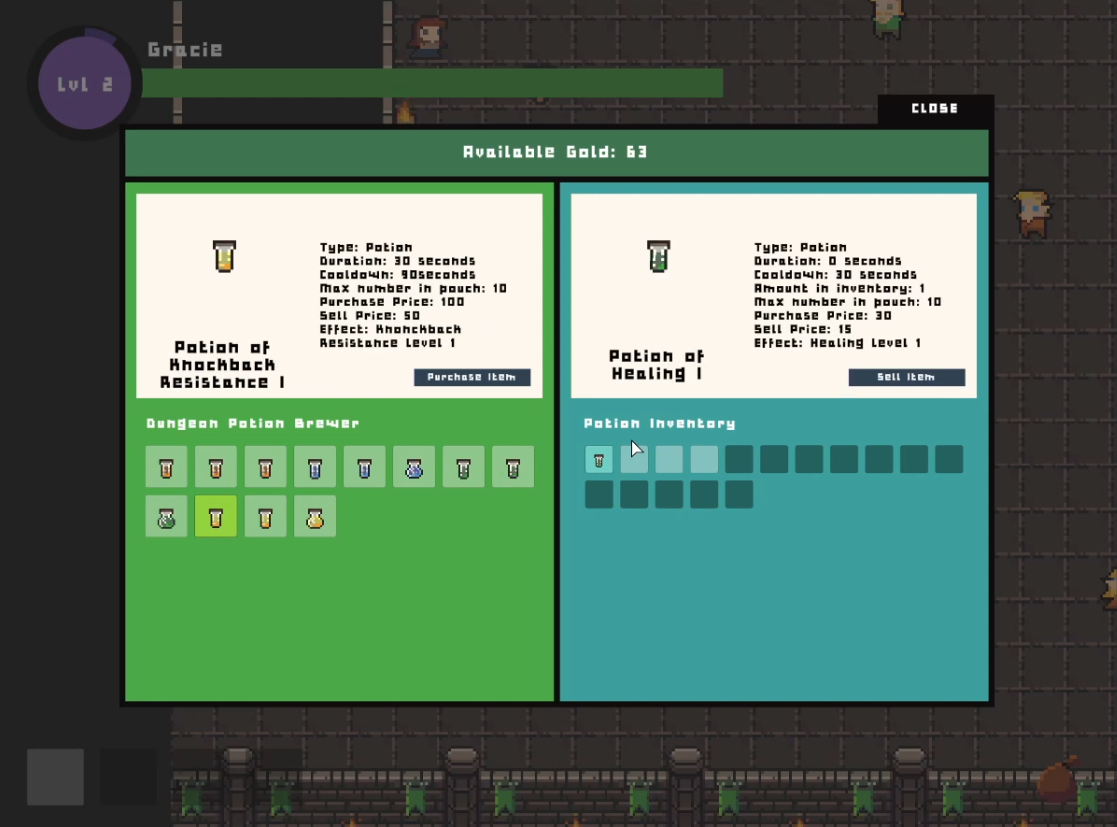 Gracie
Lvl 2
CLOSE
Available Gold: 63
Type: Potion
Duration: 30 seconds
Cooldown: 90seconds
Max number in pouch: 10
Purchase Price: 100
Sell Price: 50
Effect: Knonckback
Resistance Level 1
Potion of
Knockback
Resistance I
Purchase Item
Type: Potion
Duration: 0 seconds
Cooldown: 30 seconds
Amount in inventory: 1
Max number in pouch: 10
Purchase Price: 30
Sell Price: 15
Effect: Healing Level 1
Potion of
Healing I
Sell Item
Dungeon Potion Brewer
Potion Inventory